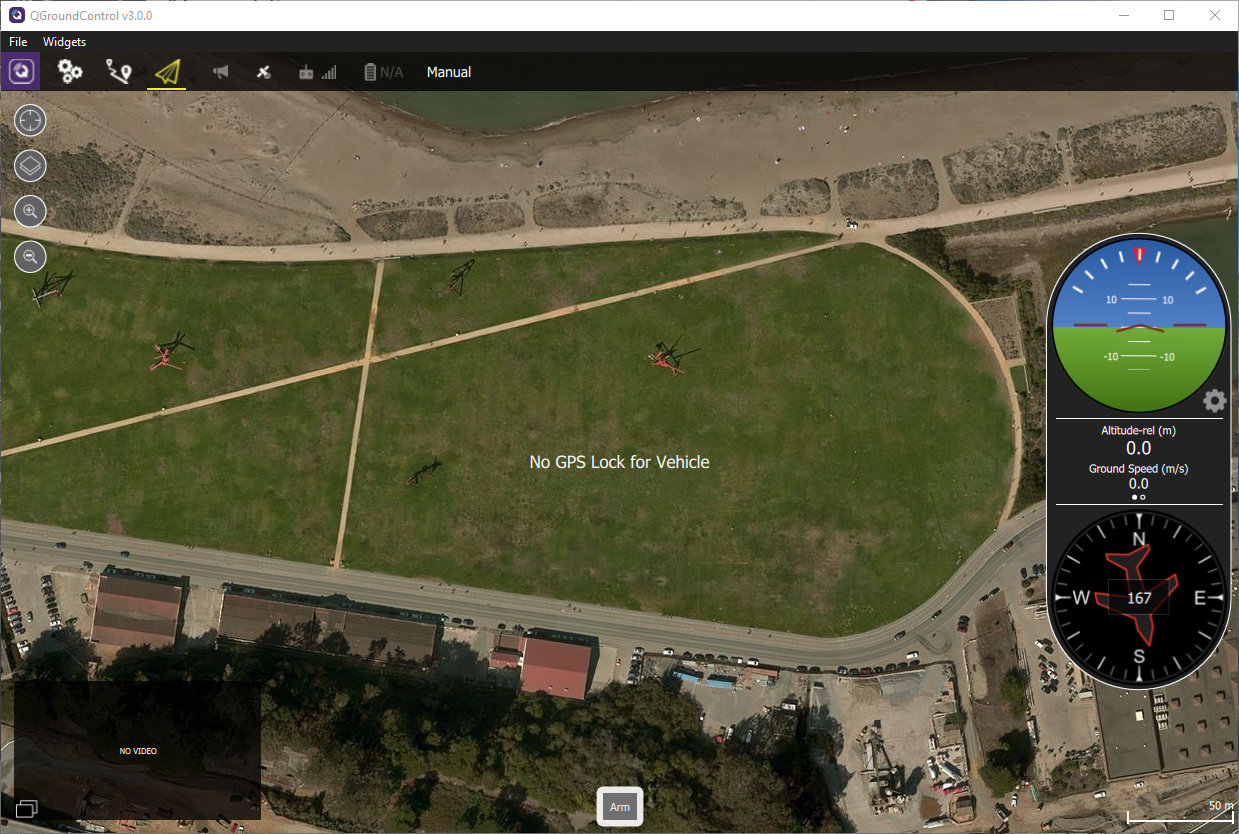 QGroundControl v3.0.0
File Widgets
N/A Manual
10 10
-10 -10
Altitude-rel (m)
0.0
Ground Speed (m/s)
0.0
No GPS Lock for Vehicle
N
W 167 E
S
NO VIDEO
Arm
50 m